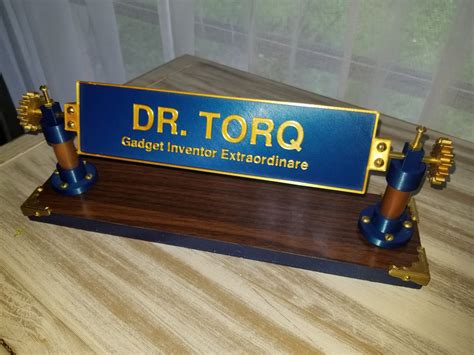 DR. TORQ
Gadget Inventor Extraordinare